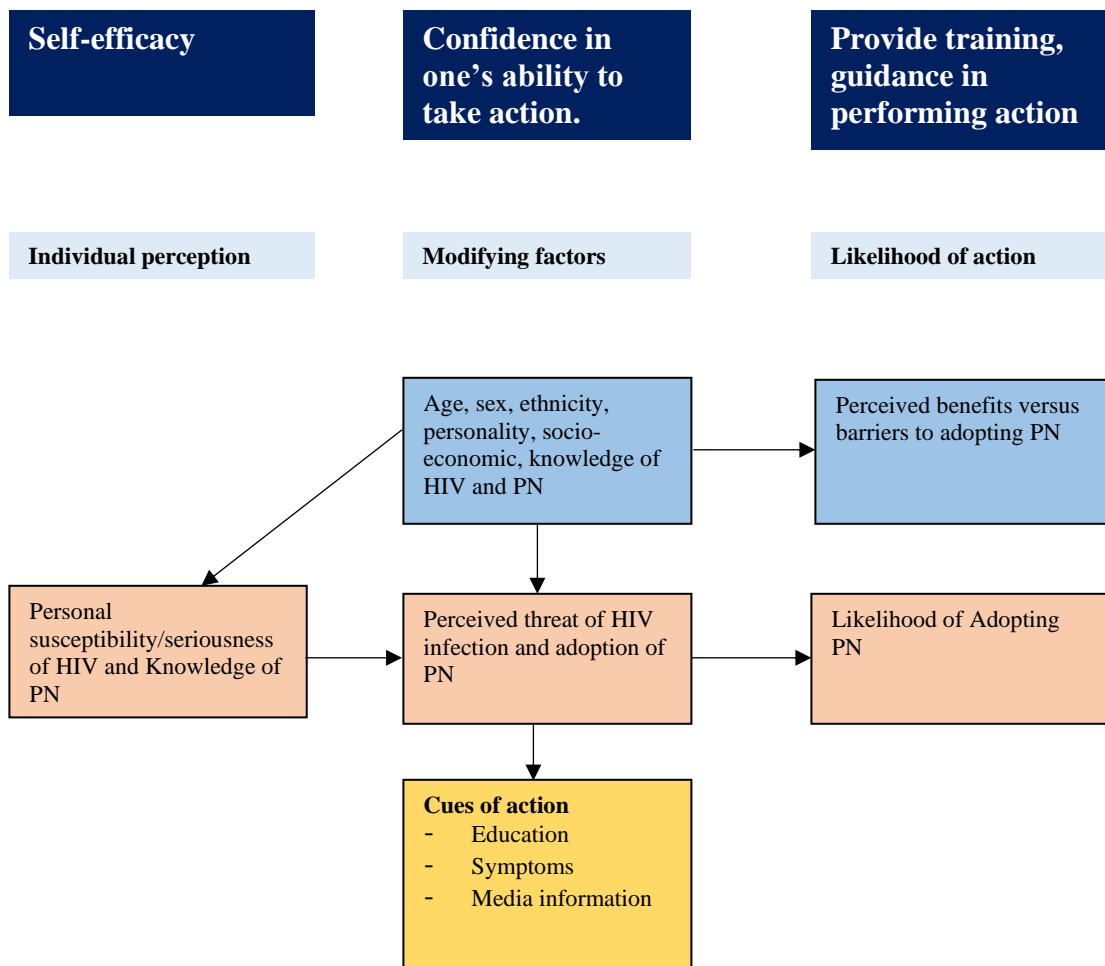 Self-efficacy
Confidence in
one's ability to
take action.
Provide training,
guidance in
performing action
Individual perception
Modifying factors
Likelihood of action
Age, sex, ethnicity,
personality, socio-
economic, knowledge of
HIV and PN
Perceived benefits versus
barriers to adopting PN
Personal
susceptibility/seriousness
of HIV and Knowledge of
PN
Perceived threat of HIV
infection and adoption of
PN
Likelihood of Adopting
PN
Cues of action
- Education
- Symptoms
- Media information